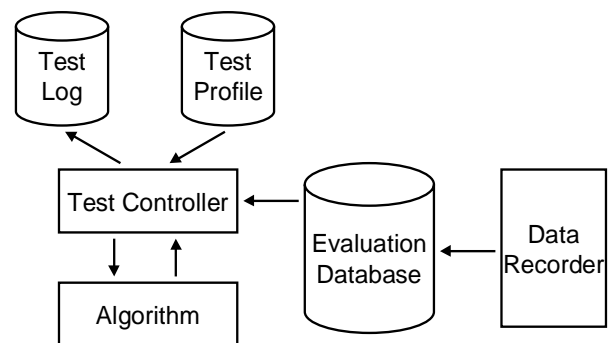 Test
Log
Test
Profile
Test Controller
Evaluation
Database
Data
Recorder
Algorithm